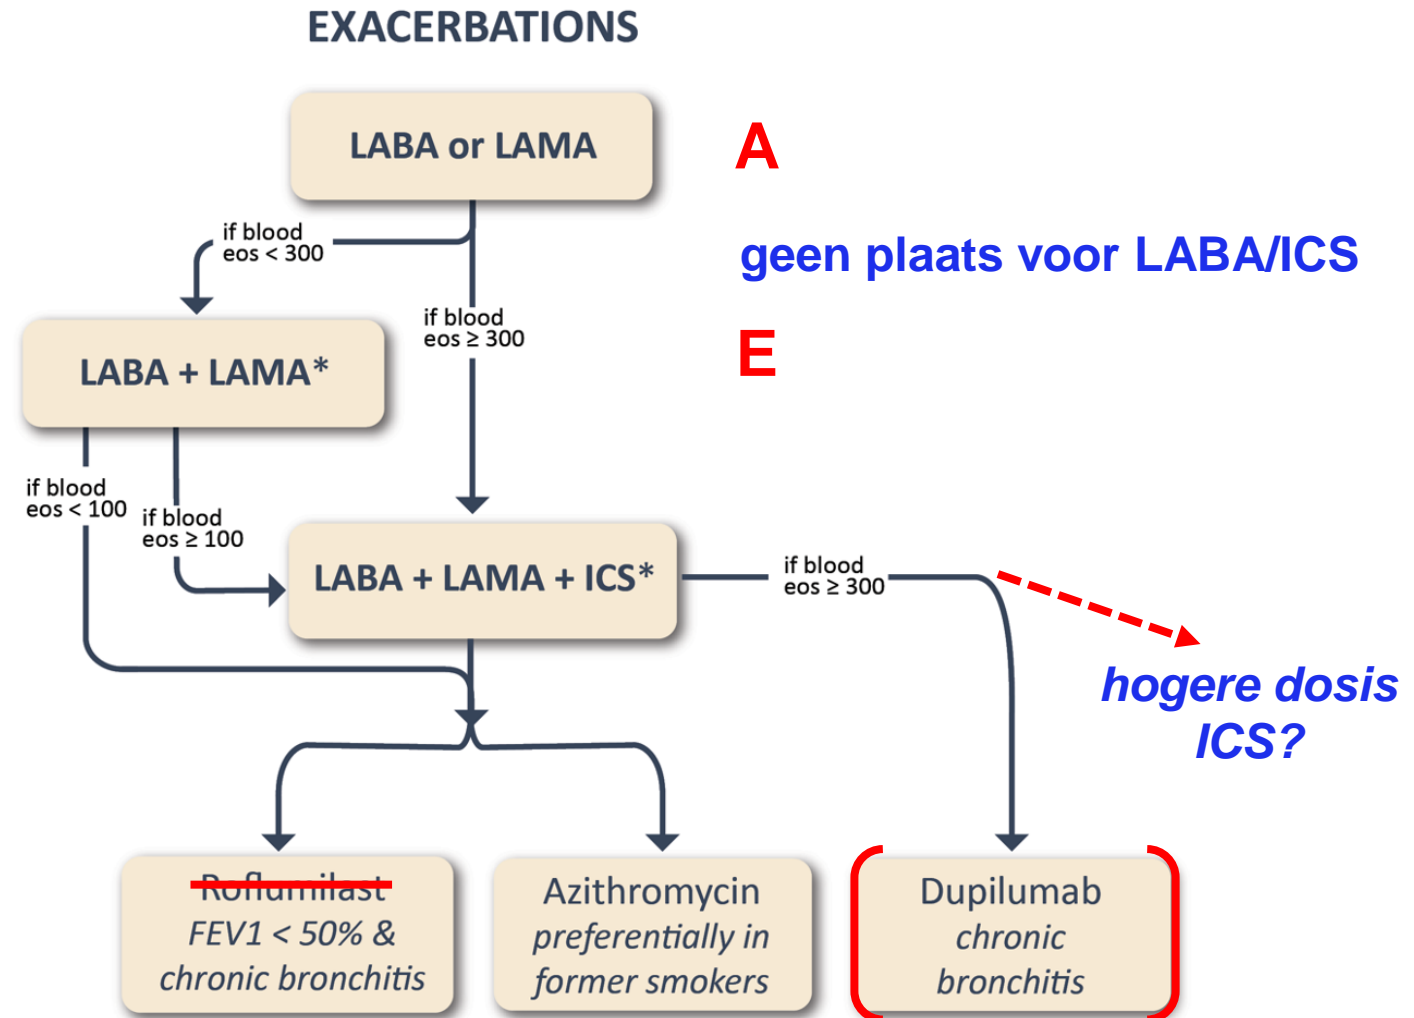 EXACERBATIONS
LABA or LAMA
A
if blood
eos < 300
geen plaats voor LABA/ICS
if blood
eos ≥ 300
LABA + LAMA*
E
if blood
eos < 100
if blood
eos ≥ 100
LABA + LAMA + ICS*
if blood
eos ≥ 300
hogere dosis
ICS?
Roflumilast
FEV1 < 50% &
chronic bronchitis
Azithromycin
preferentially in
former smokers
Dupilumab
chronic
bronchitis